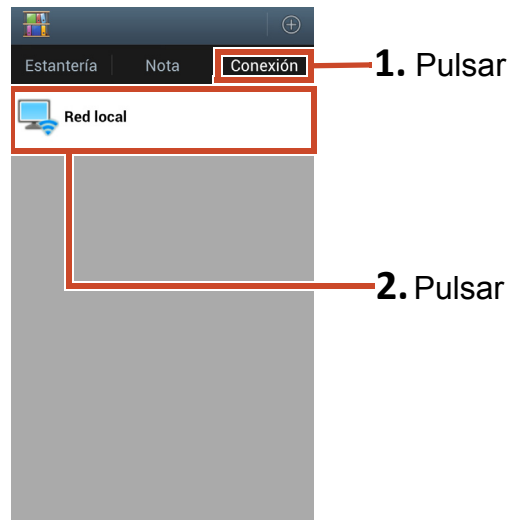 Estantería Nota Conexión
1. Pulsar
Red local
2. Pulsar